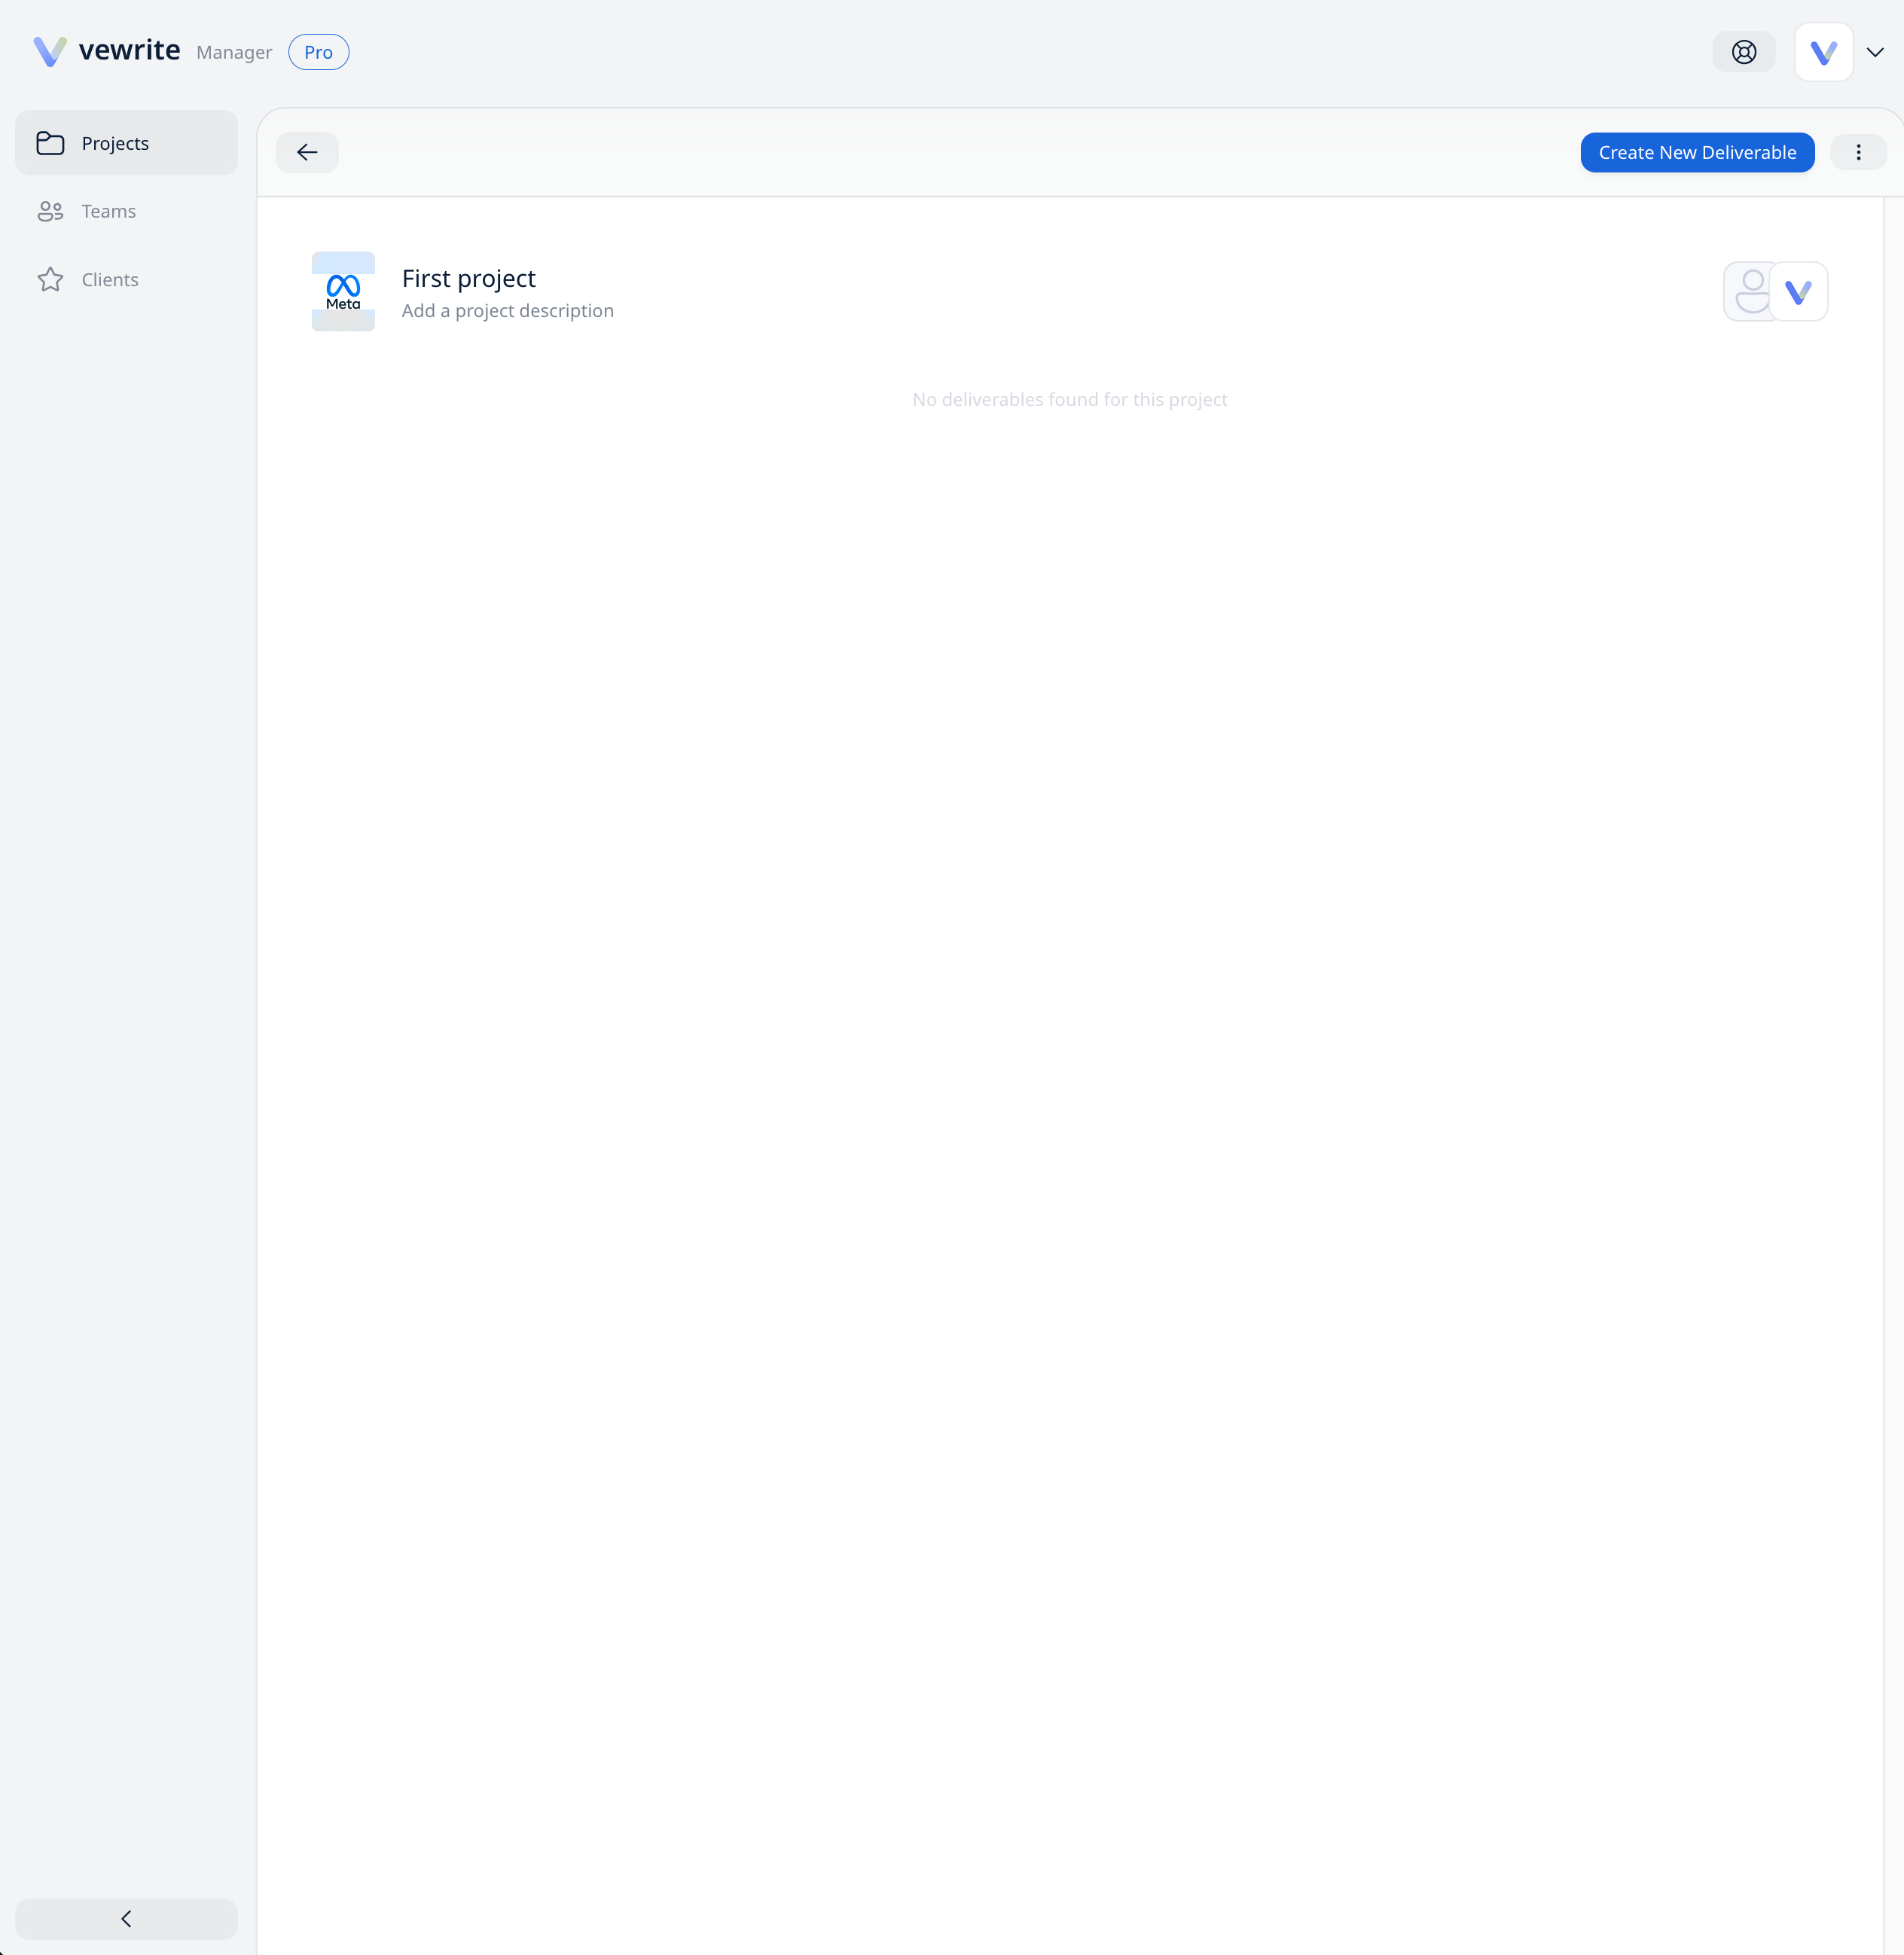 vewrite Manager Pro
Projects
Teams
Clients
Create New Deliverable
Meta
First project
Add a project description
No deliverables found for this project